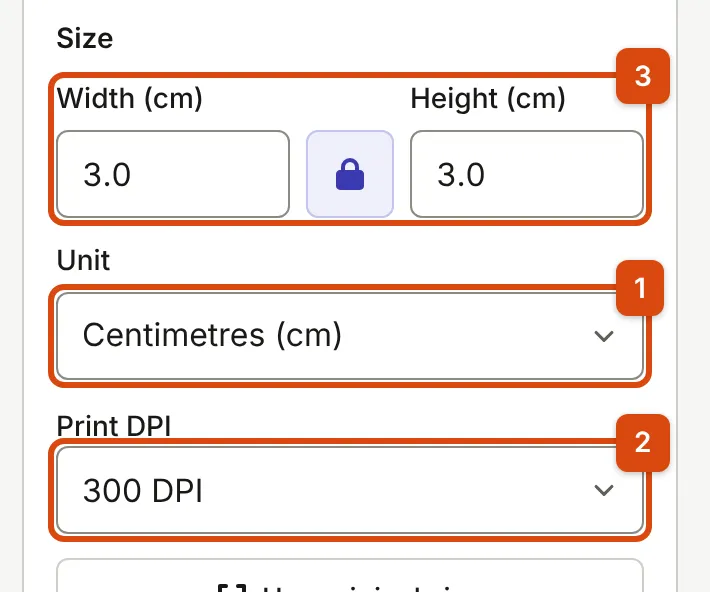 Size
3
Width (cm) Height (cm)
3.0 3.0
Unit
1
Centimetres (cm)
Print DPI
2
300 DPI